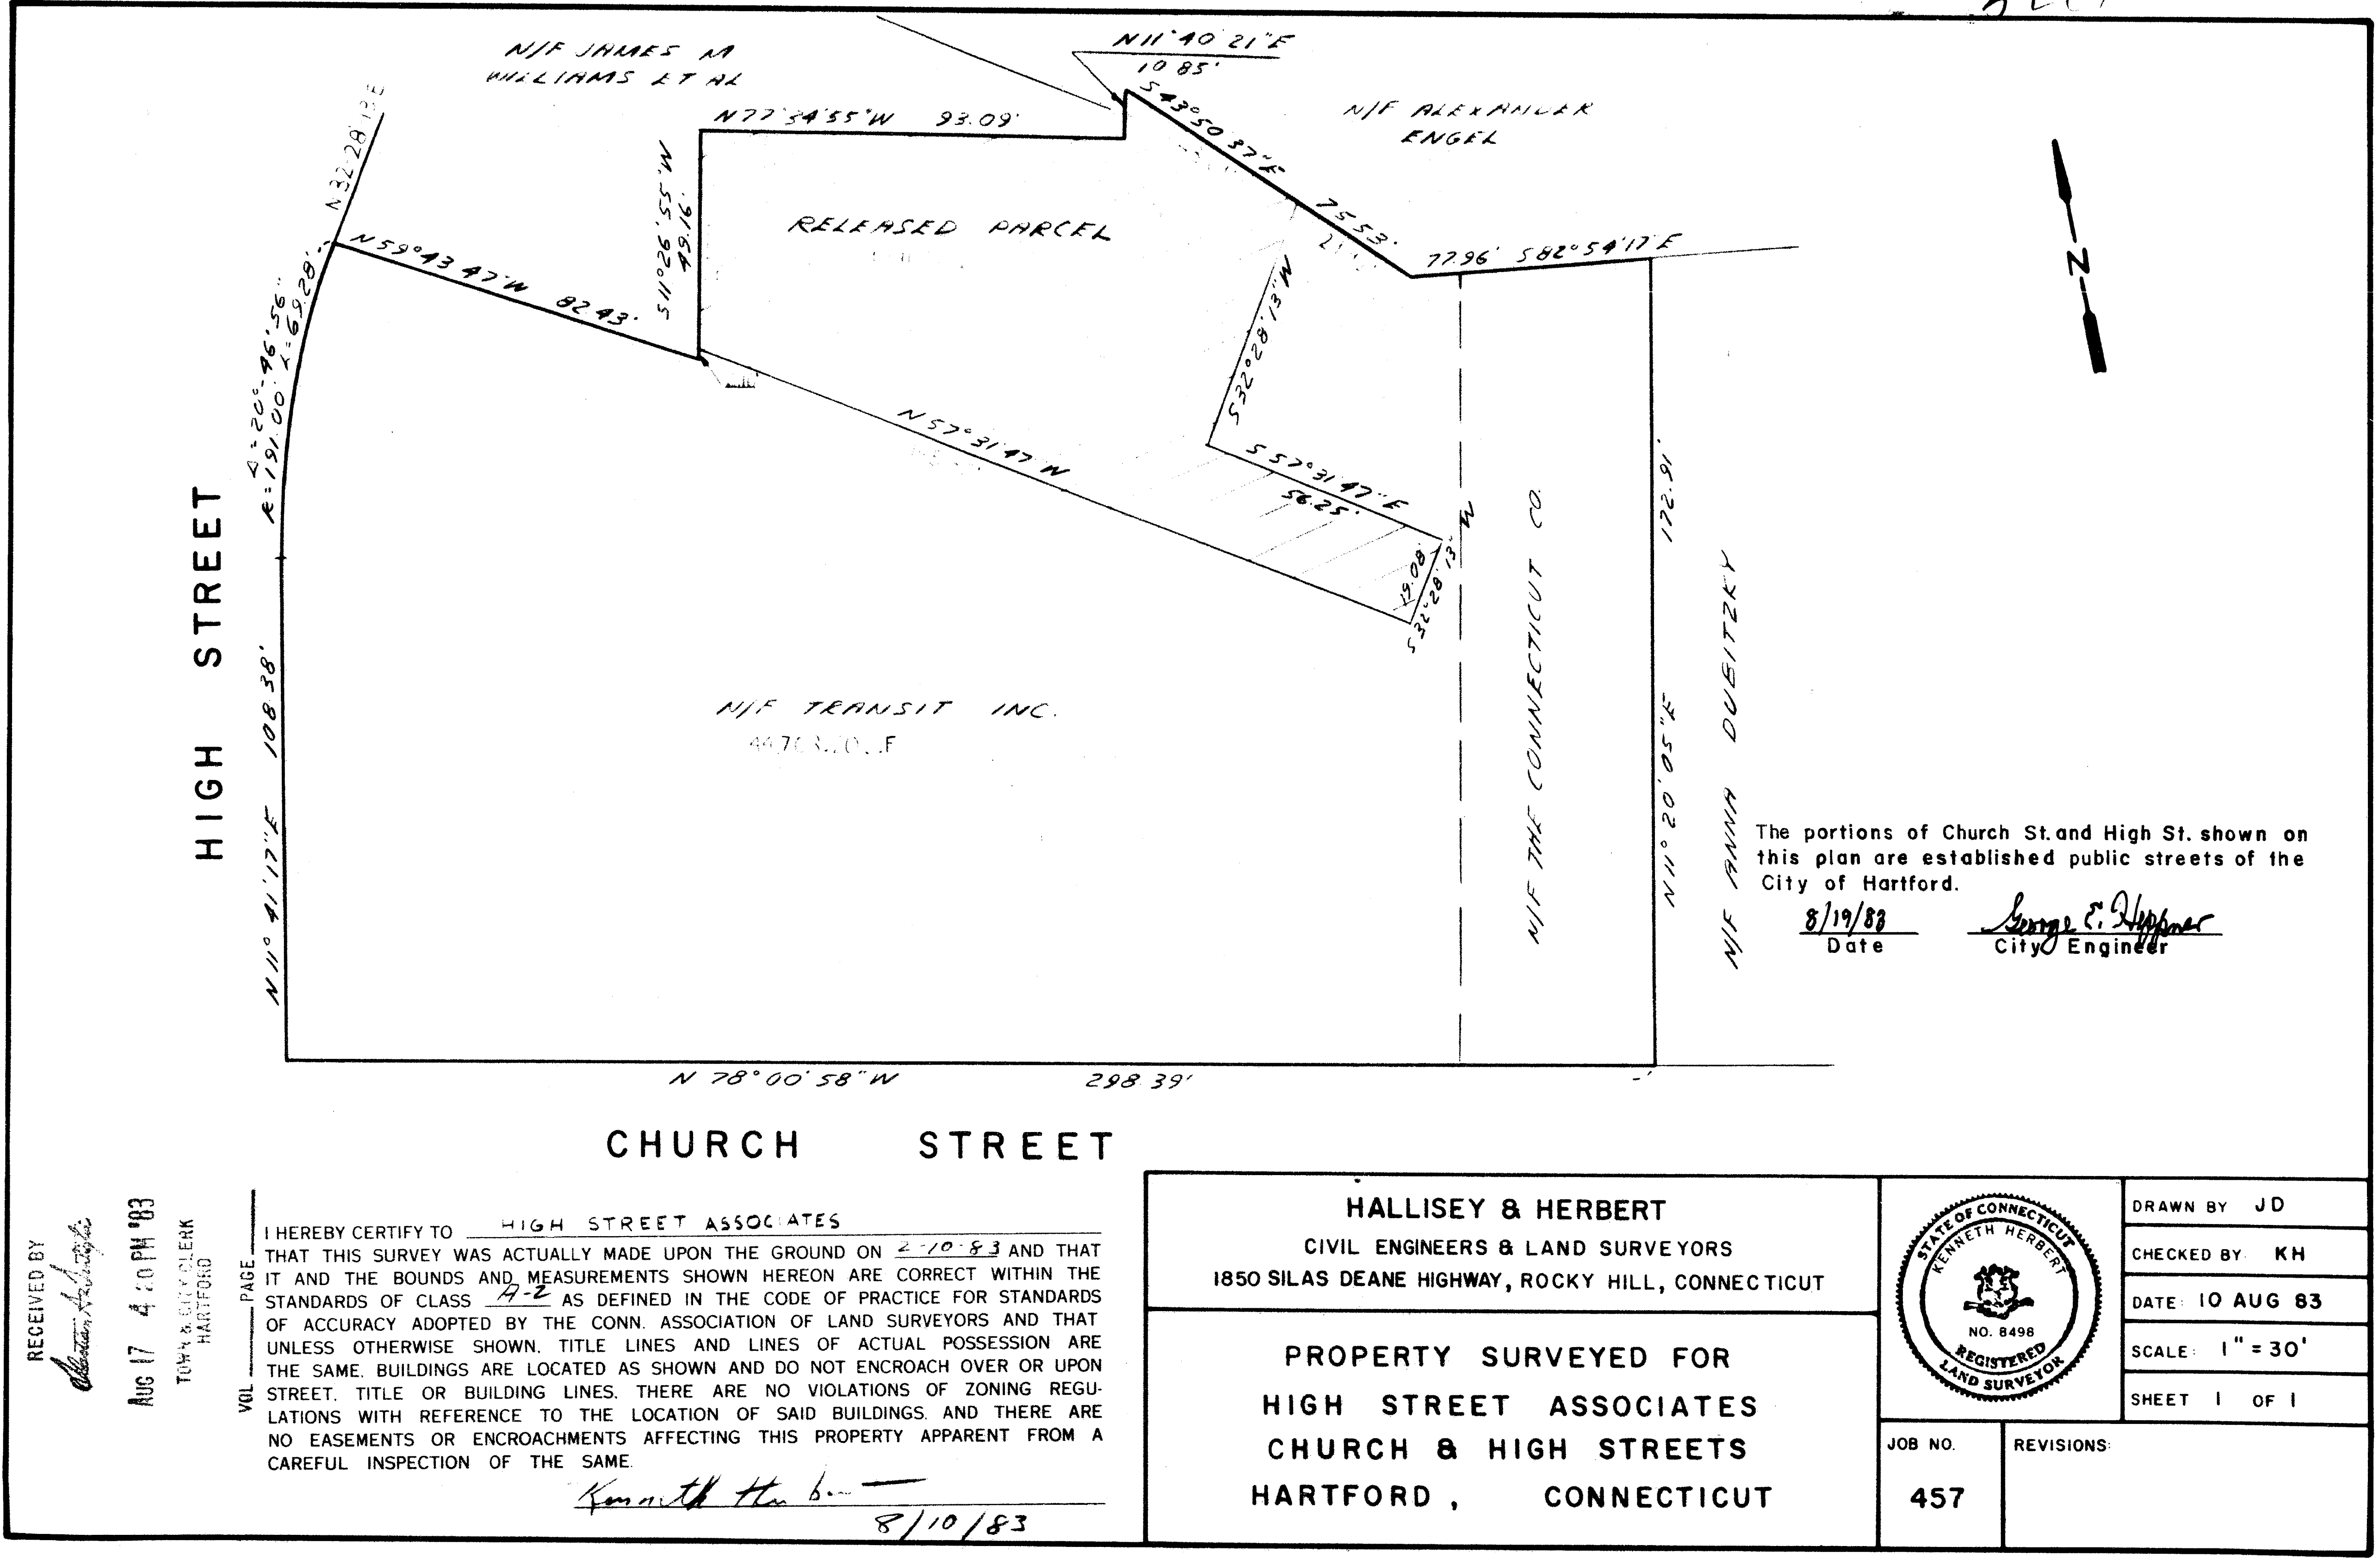 N/F JAMES M
WILLIAMS ET AL
N 32 28 13 E
N11°40'21"E
10 85'
N77°34'55"W 93.09'
S43°50'37"E
75.53'
N/F ALEXANDER
ENGEL
77.96' S82°54'17"E
S11°26'55"W
49.16'
RELEASED PARCEL
N59°43'47"W 82 43'
Δ=20°-46'56"
R=191.00' L=69.28'
S32°28'13"W
N57°31'47"W
S57°31'47"E
56.25'
19.08'
S32°28'13"W
N
HIGH STREET
N11°41'17"E 108 38'
N/F TRANSIT INC.
N/F THE CONNECTICUT CO.
172.91'
N11°20'05"E
N/F ANNA DUBITZKY
The portions of Church St. and High St. shown on
this plan are established public streets of the
City of Hartford.
8/19/83 George E. Heppner
Date City Engineer
N 78°00'58"W 298.39'
CHURCH STREET
RECEIVED BY
AUG 17 4 20 PM '83
TOWN & CITY CLERK
HARTFORD
VOL PAGE
I HEREBY CERTIFY TO HIGH STREET ASSOCIATES
THAT THIS SURVEY WAS ACTUALLY MADE UPON THE GROUND ON 2-10-83 AND THAT
IT AND THE BOUNDS AND MEASUREMENTS SHOWN HEREON ARE CORRECT WITHIN THE
STANDARDS OF CLASS A-2 AS DEFINED IN THE CODE OF PRACTICE FOR STANDARDS
OF ACCURACY ADOPTED BY THE CONN. ASSOCIATION OF LAND SURVEYORS AND THAT
UNLESS OTHERWISE SHOWN, TITLE LINES AND LINES OF ACTUAL POSSESSION ARE
THE SAME. BUILDINGS ARE LOCATED AS SHOWN AND DO NOT ENCROACH OVER OR UPON
STREET, TITLE OR BUILDING LINES. THERE ARE NO VIOLATIONS OF ZONING REGU-
LATIONS WITH REFERENCE TO THE LOCATION OF SAID BUILDINGS. AND THERE ARE
NO EASEMENTS OR ENCROACHMENTS AFFECTING THIS PROPERTY APPARENT FROM A
CAREFUL INSPECTION OF THE SAME.
Kenneth Herbert
8/10/83
HALLISEY & HERBERT
CIVIL ENGINEERS & LAND SURVEYORS
1850 SILAS DEANE HIGHWAY, ROCKY HILL, CONNECTICUT
PROPERTY SURVEYED FOR
HIGH STREET ASSOCIATES
CHURCH & HIGH STREETS
HARTFORD, CONNECTICUT
STATE OF CONNECTICUT
KENNETH HERBERT
NO. 8498
REGISTERED
LAND SURVEYOR
DRAWN BY JD
CHECKED BY KH
DATE: 10 AUG 83
SCALE: 1" = 30'
SHEET 1 OF 1
JOB NO.
457
REVISIONS: